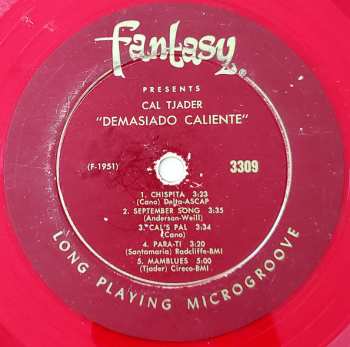 fantasy®
PRESENTS
CAL TJADER
"DEMASIADO CALIENTE"
(F-1951) 3309
1. CHISPITA 3:23
(Cano) Delta-ASCAP
2. SEPTEMBER SONG 3:35
(Anderson-Weill)
3. CAL'S PAL 3:34
(Cano)
4. PARA-TI 3:20
(Santamaria) Radcliffe-BMI
5. MAMBLUES 5:00
(Tjader) Cireco-BMI
LONG PLAYING MICROGROOVE